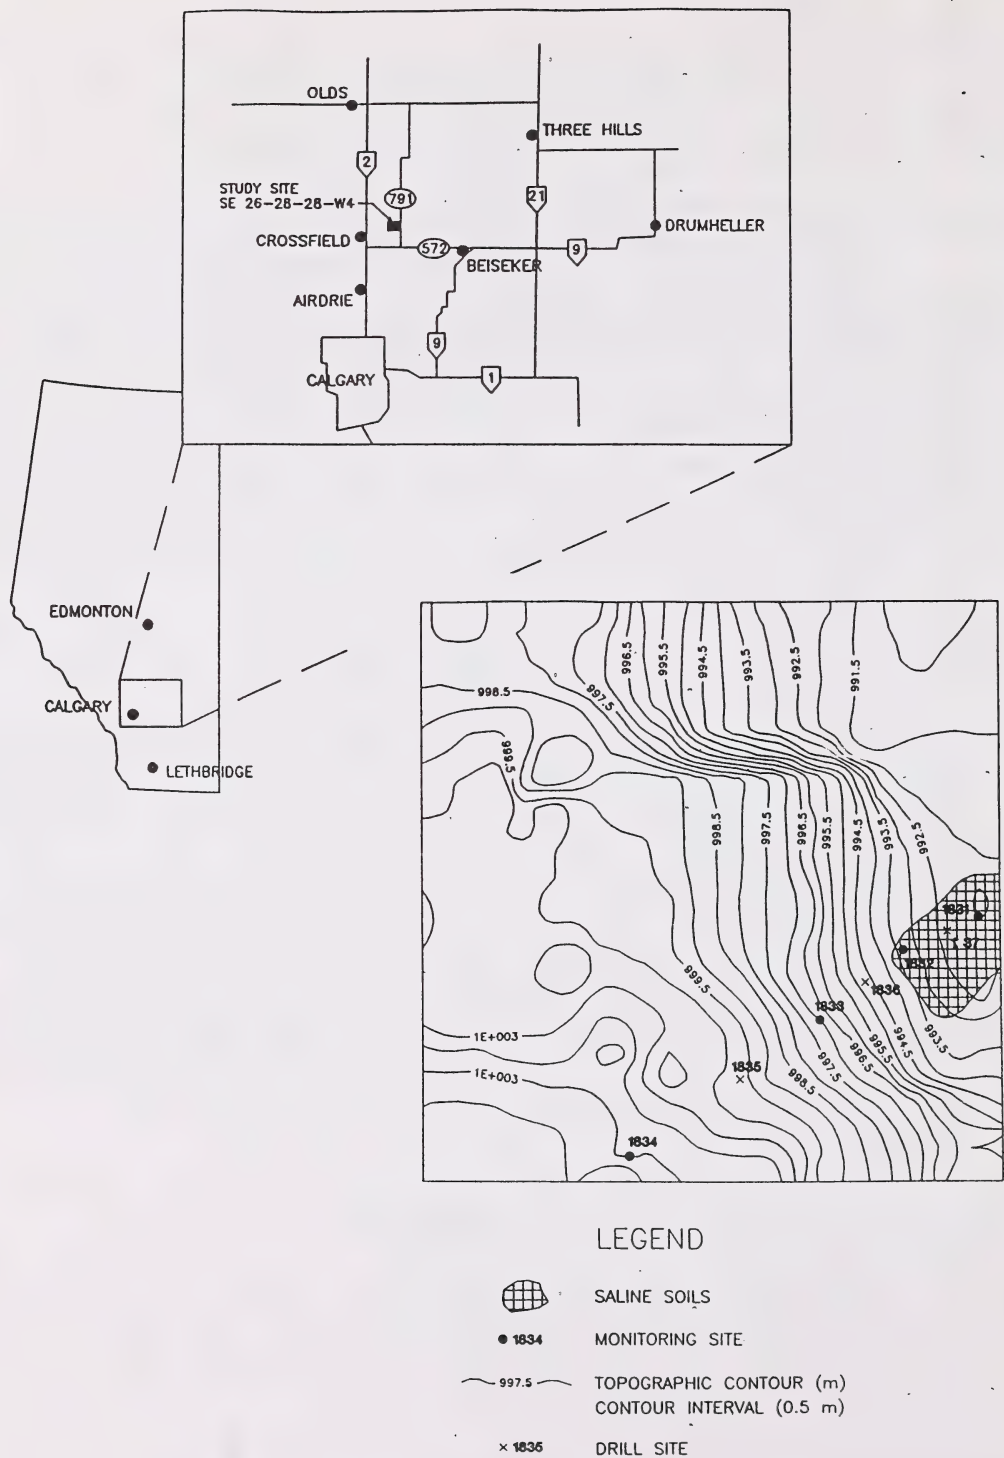 OLDS
THREE HILLS
2
STUDY SITE
SE 26-28-28-W4
791
21
CROSSFIELD
DRUMHELLER
572
BEISEKER
9
AIRDRIE
9
CALGARY
1
EDMONTON
CALGARY
LETHBRIDGE
996.5
995.5
994.5
993.5
992.5
991.5
998.5
997.5
999.5
998.5
997.5
996.5
995.5
994.5
993.5
992.5
1831
37
1832
999.5
1836
1833
1E+003
994.5
993.5
995.5
996.5
1E+003
1835
997.5
998.5
1834
LEGEND
SALINE SOILS
1834 MONITORING SITE
997.5 TOPOGRAPHIC CONTOUR (m)
CONTOUR INTERVAL (0.5 m)
× 1835 DRILL SITE